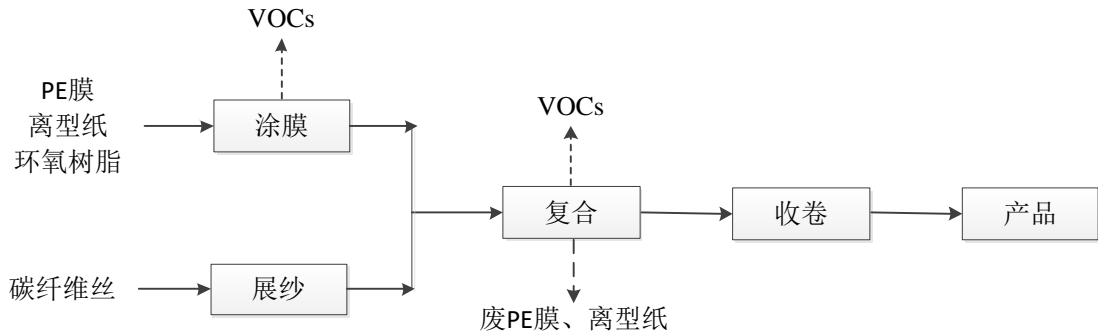 VOCs
PE膜
离型纸
环氧树脂
涂膜
VOCs
复合
收卷
产品
碳纤维丝
展纱
废PE膜、离型纸